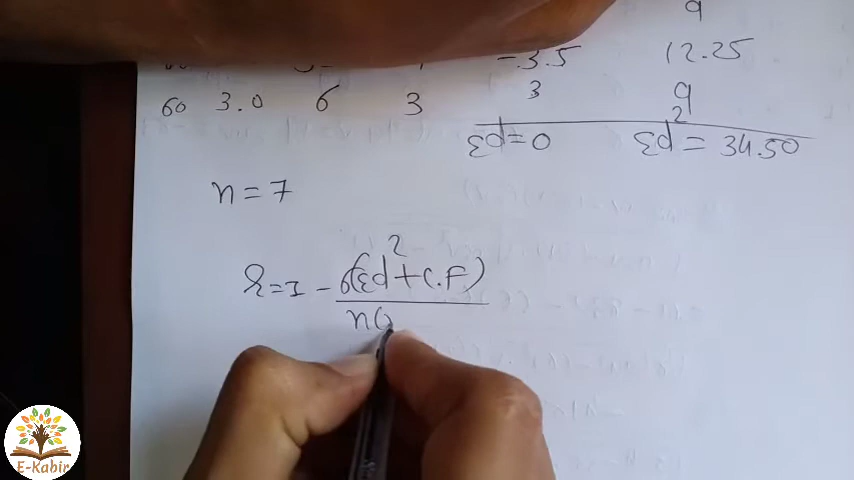 9
-3.5 12.25
60 3.0 6 3 3 9
Σd=0 Σd² = 34.50
n = 7
r = 1 - 6(Σd² + C.F)
n(
E-Kabir